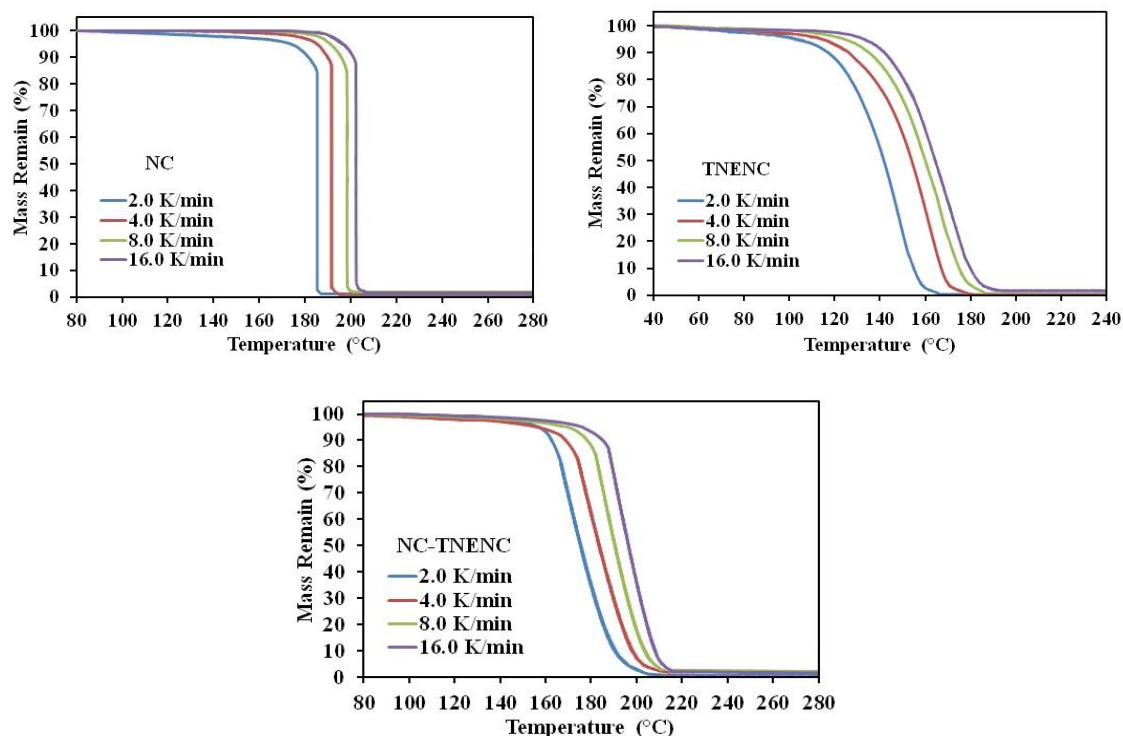 Mass Remain (%)
100
90
80
70
60
50
40
30
20
10
0
NC
2.0 K/min
4.0 K/min
8.0 K/min
16.0 K/min
80 100 120 140 160 180 200 220 240 260 280
Temperature (°C)
Mass Remain (%)
100
90
80
70
60
50
40
30
20
10
0
TNENC
2.0 K/min
4.0 K/min
8.0 K/min
16.0 K/min
40 60 80 100 120 140 160 180 200 220 240
Temperature (°C)
Mass Remain (%)
100
90
80
70
60
50
40
30
20
10
0
NC-TNENC
2.0 K/min
4.0 K/min
8.0 K/min
16.0 K/min
80 100 120 140 160 180 200 220 240 260 280
Temperature (°C)